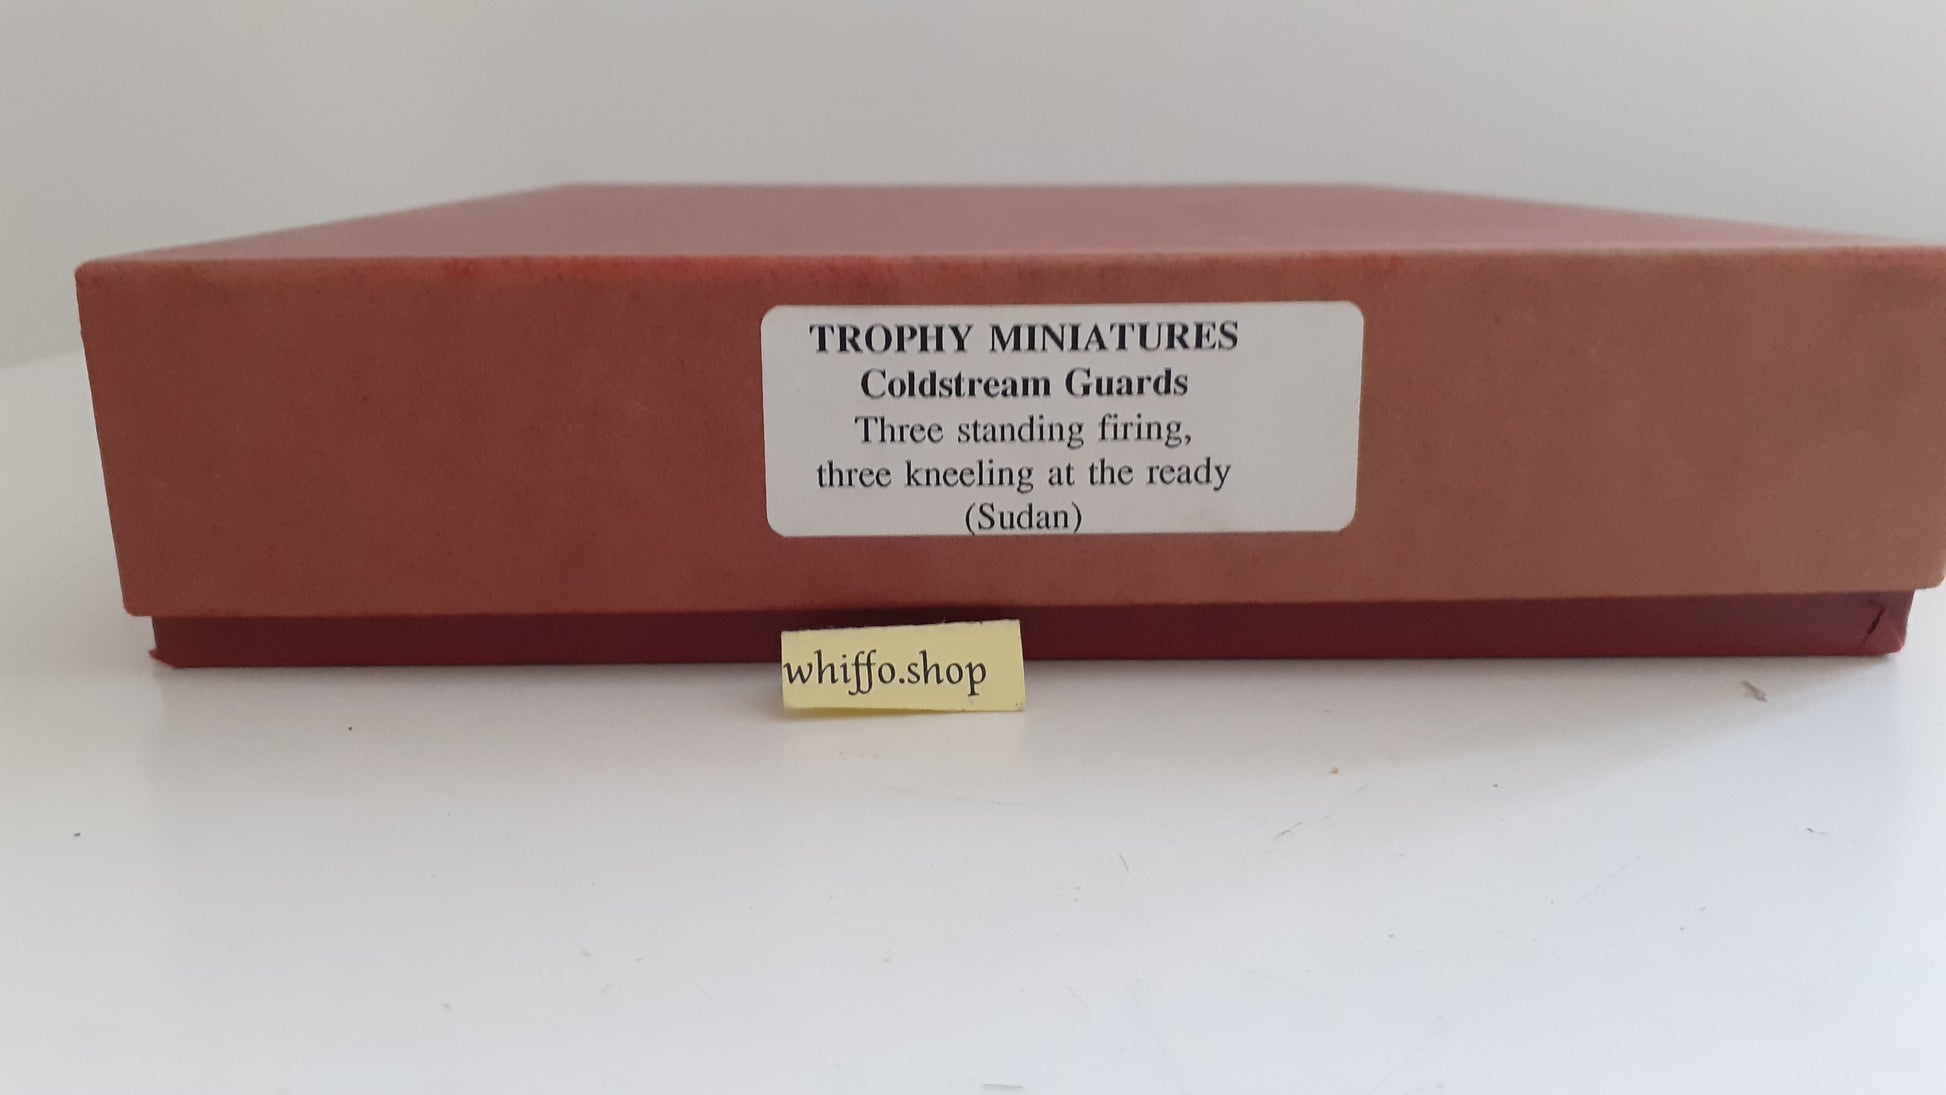 TROPHY MINIATURES
Coldstream Guards
Three standing firing,
three kneeling at the ready
(Sudan)
whiffo.shop